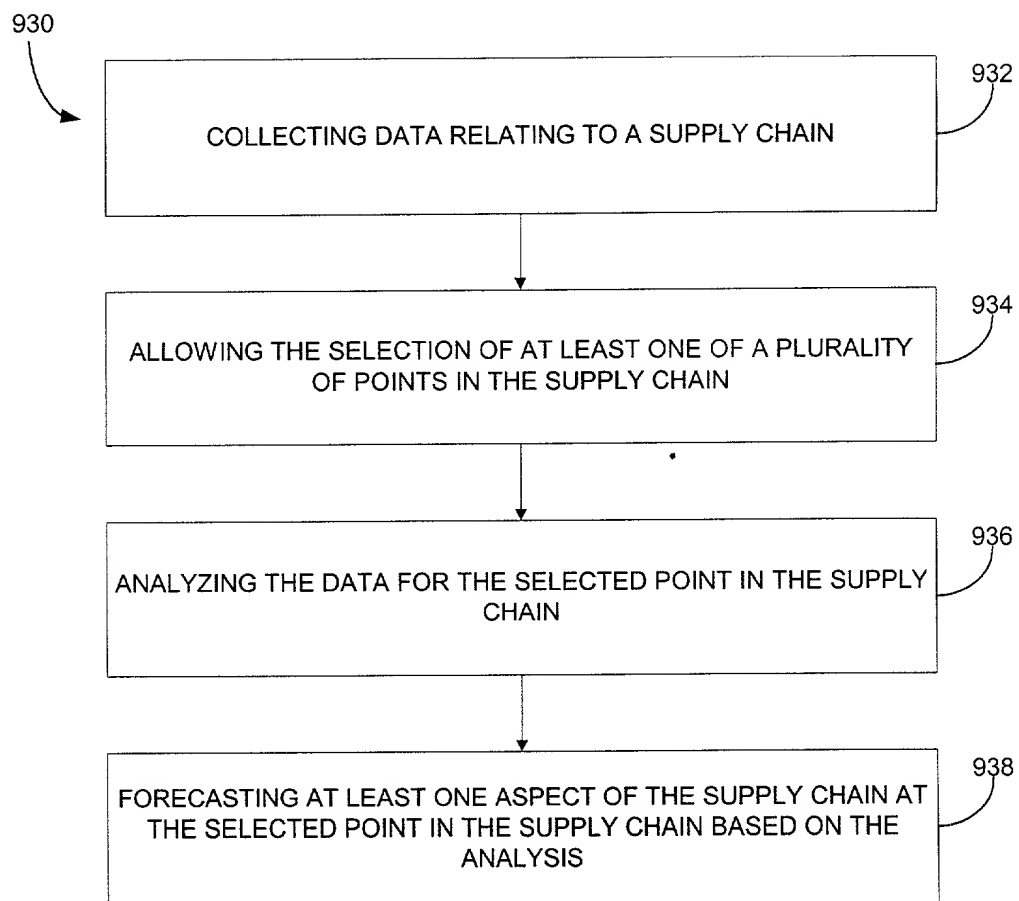 930
932
COLLECTING DATA RELATING TO A SUPPLY CHAIN
934
ALLOWING THE SELECTION OF AT LEAST ONE OF A PLURALITY
OF POINTS IN THE SUPPLY CHAIN
936
ANALYZING THE DATA FOR THE SELECTED POINT IN THE SUPPLY
CHAIN
938
FORECASTING AT LEAST ONE ASPECT OF THE SUPPLY CHAIN AT
THE SELECTED POINT IN THE SUPPLY CHAIN BASED ON THE
ANALYSIS